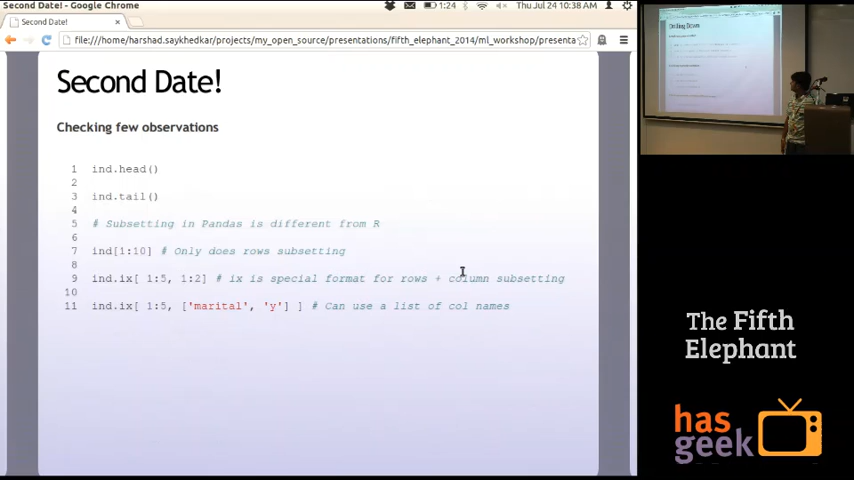 Second Date! - Google Chrome
1:24
Thu Jul 24 10:38 AM
Second Date!
file:///home/harshad.saykhedkar/projects/my_open_source/presentations/fifth_elephant_2014/ml_workshop/presenta
Second Date!
Checking few observations
1 ind.head()
2
3 ind.tail()
4
5 # Subsetting in Pandas is different from R
6
7 ind[1:10] # Only does rows subsetting
8
9 ind.ix[ 1:5, 1:2] # ix is special format for rows + column subsetting
10
11 ind.ix[ 1:5, ['marital', 'y'] ] # Can use a list of col names
Drilling Down
The Fifth
Elephant
has
geek